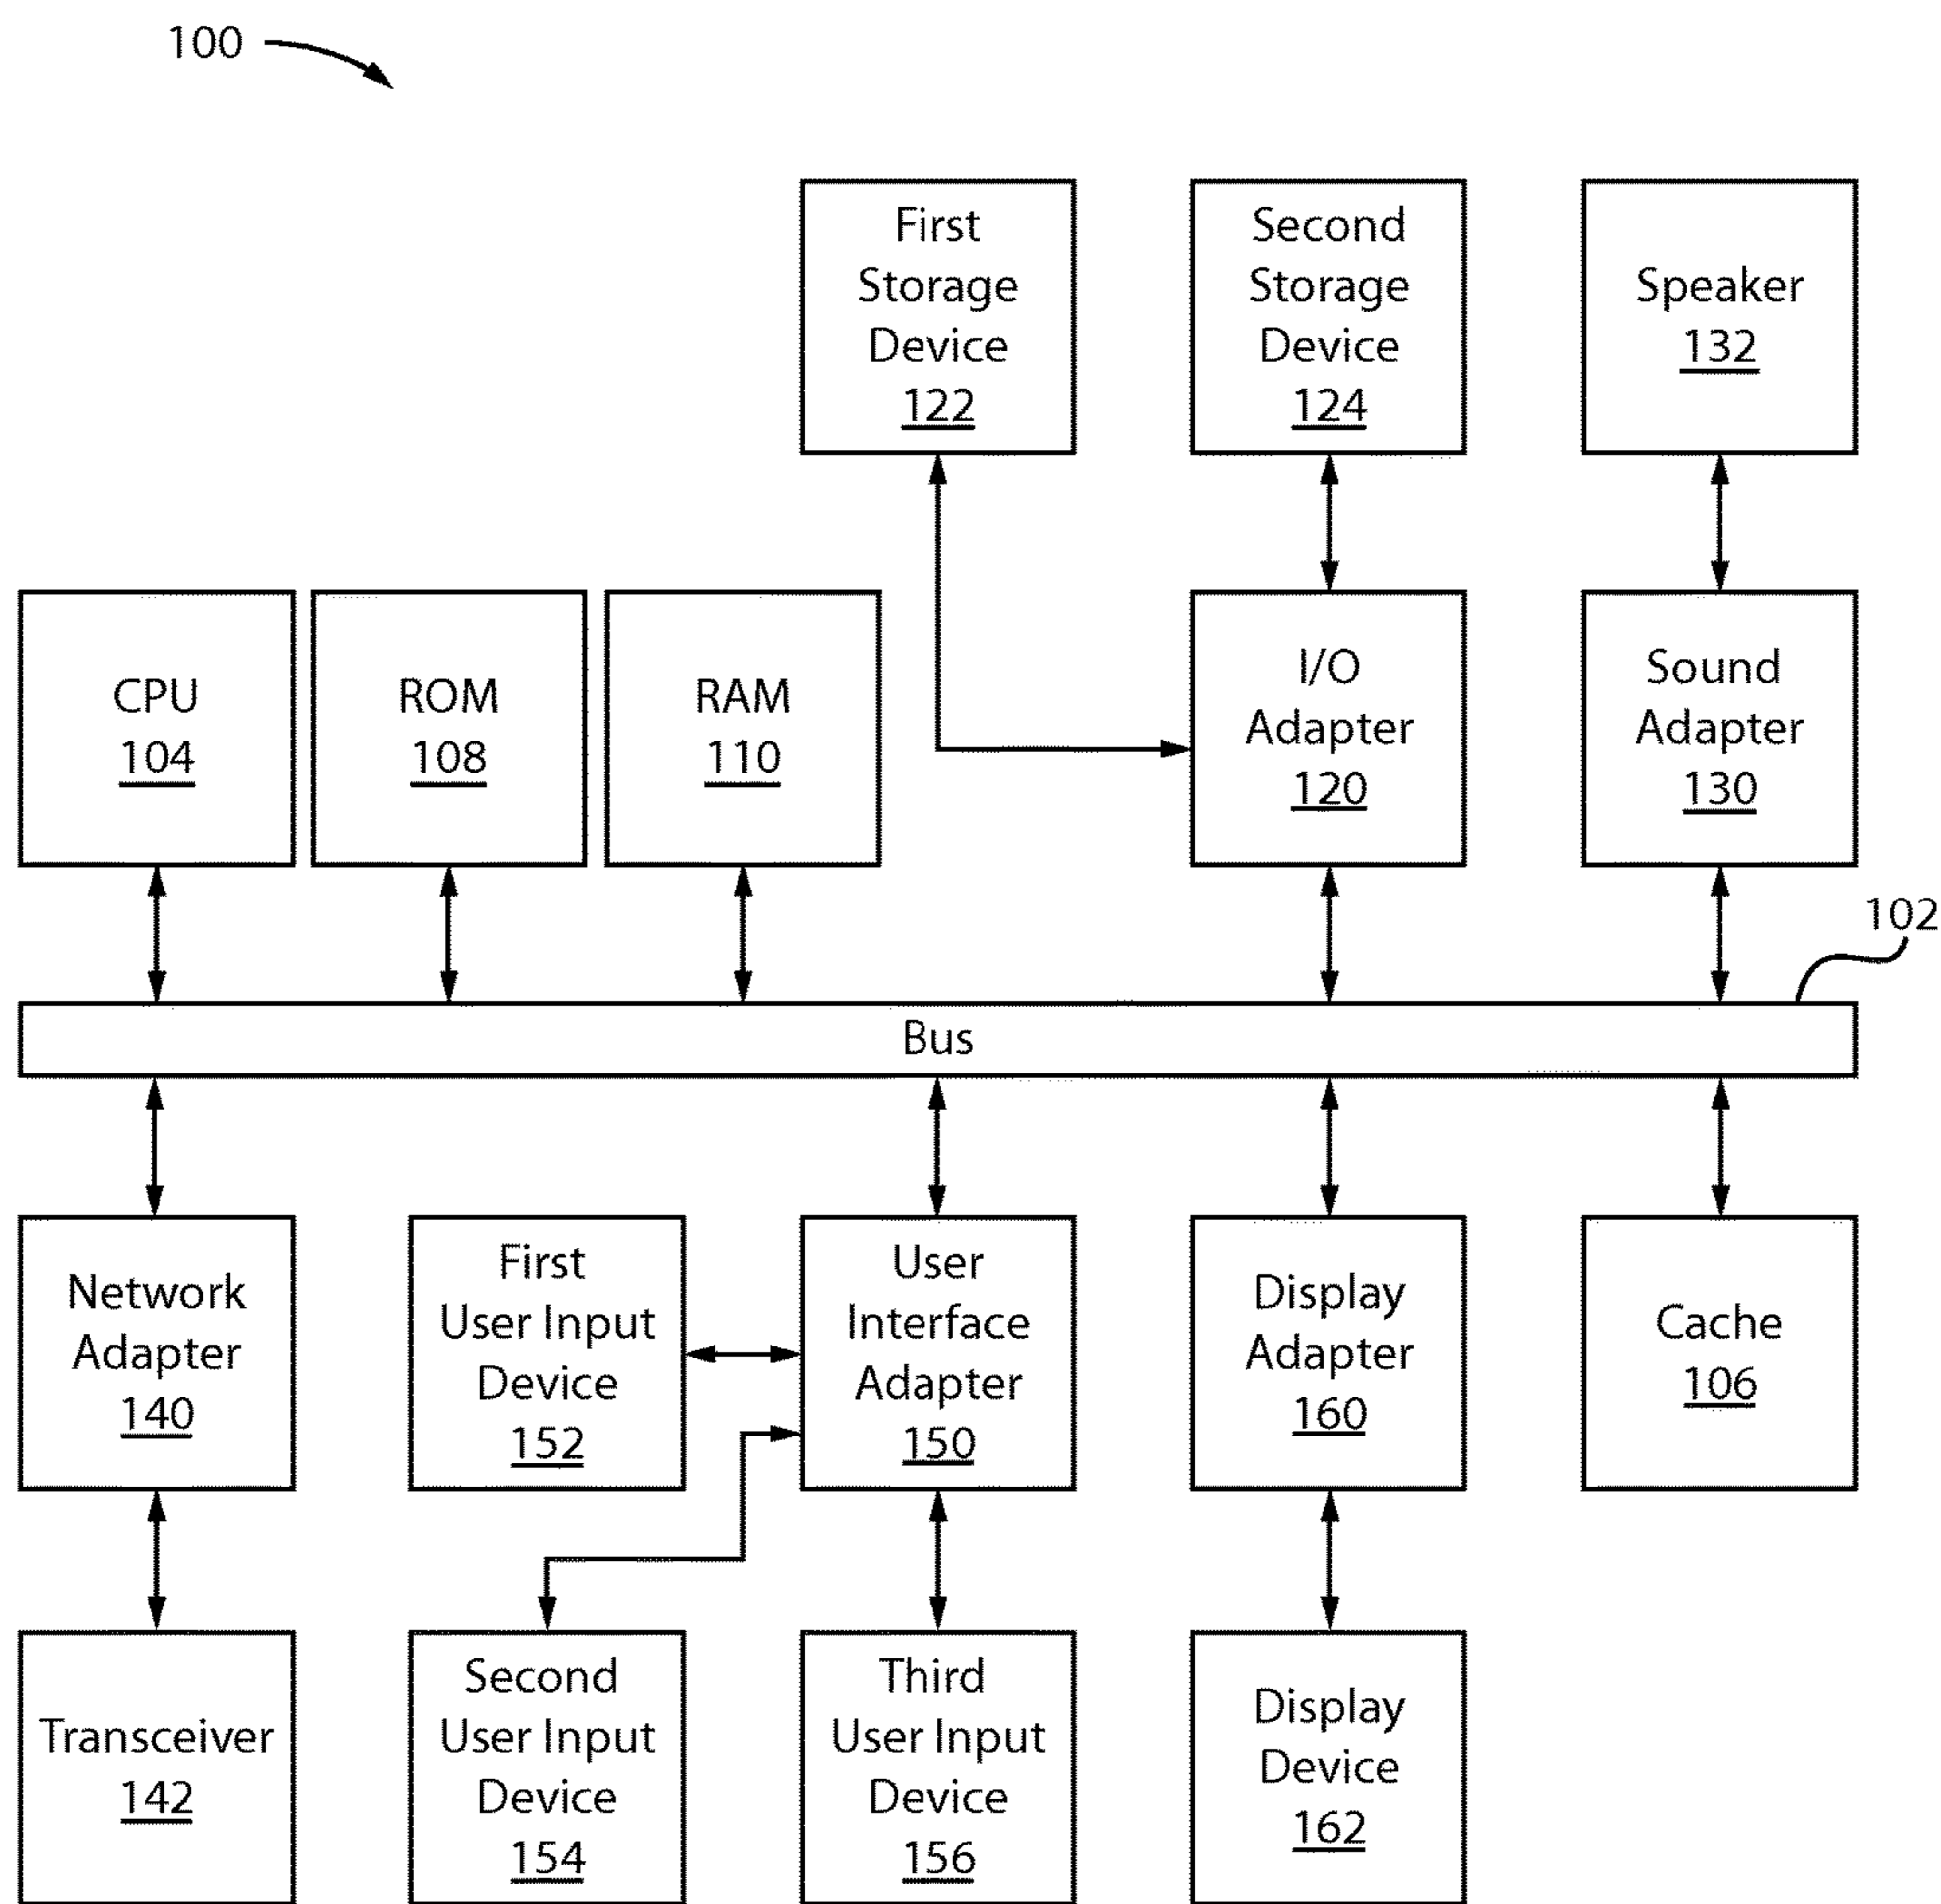 100
First
Storage
Device
122
Second
Storage
Device
124
Speaker
132
CPU
104
ROM
108
RAM
110
I/O
Adapter
120
Sound
Adapter
130
102
Bus
Network
Adapter
140
First
User Input
Device
152
User
Interface
Adapter
150
Display
Adapter
160
Cache
106
Transceiver
142
Second
User Input
Device
154
Third
User Input
Device
156
Display
Device
162